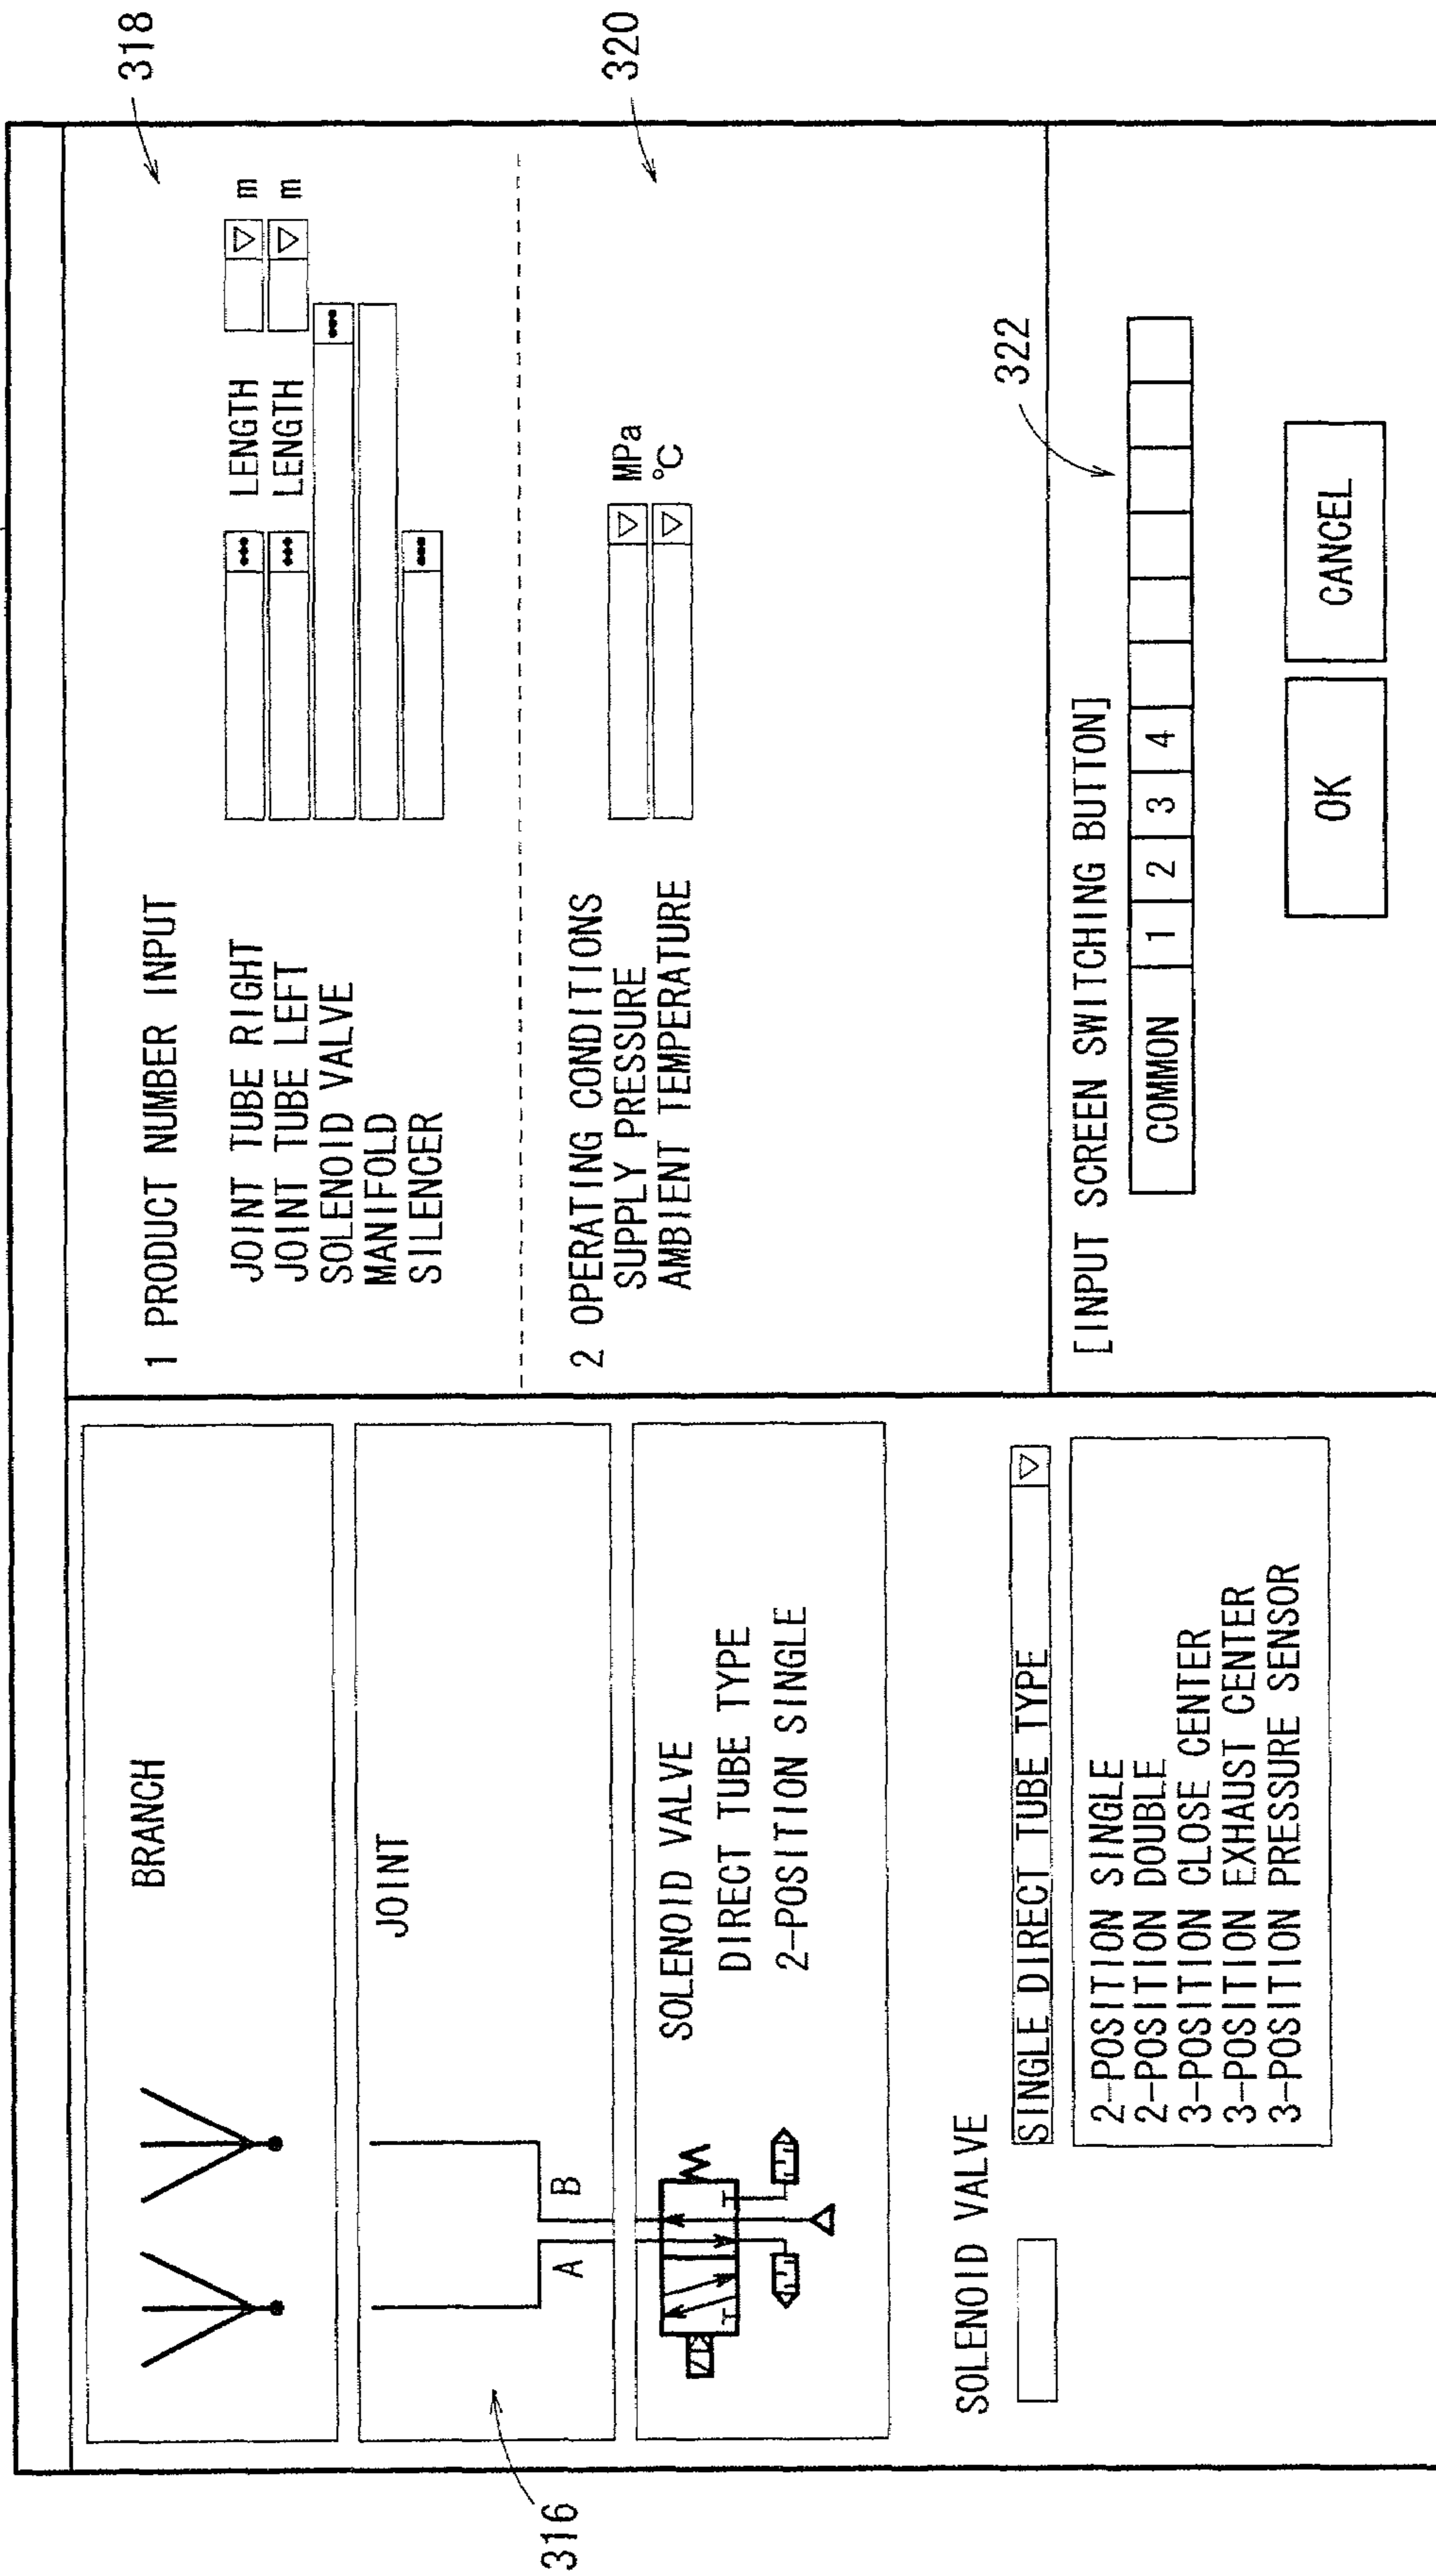 318
320
322
316
BRANCH
JOINT
A
B
SOLENOID VALVE
DIRECT TUBE TYPE
2-POSITION SINGLE
SOLENOID VALVE
SINGLE DIRECT TUBE TYPE
2-POSITION SINGLE
2-POSITION DOUBLE
3-POSITION CLOSE CENTER
3-POSITION EXHAUST CENTER
3-POSITION PRESSURE SENSOR
1 PRODUCT NUMBER INPUT
JOINT TUBE RIGHT LENGTH m
JOINT TUBE LEFT LENGTH m
SOLENOID VALVE
MANIFOLD
SILENCER
2 OPERATING CONDITIONS
SUPPLY PRESSURE MPa
AMBIENT TEMPERATURE °C
[INPUT SCREEN SWITCHING BUTTON]
COMMON 1 2 3 4
OK CANCEL